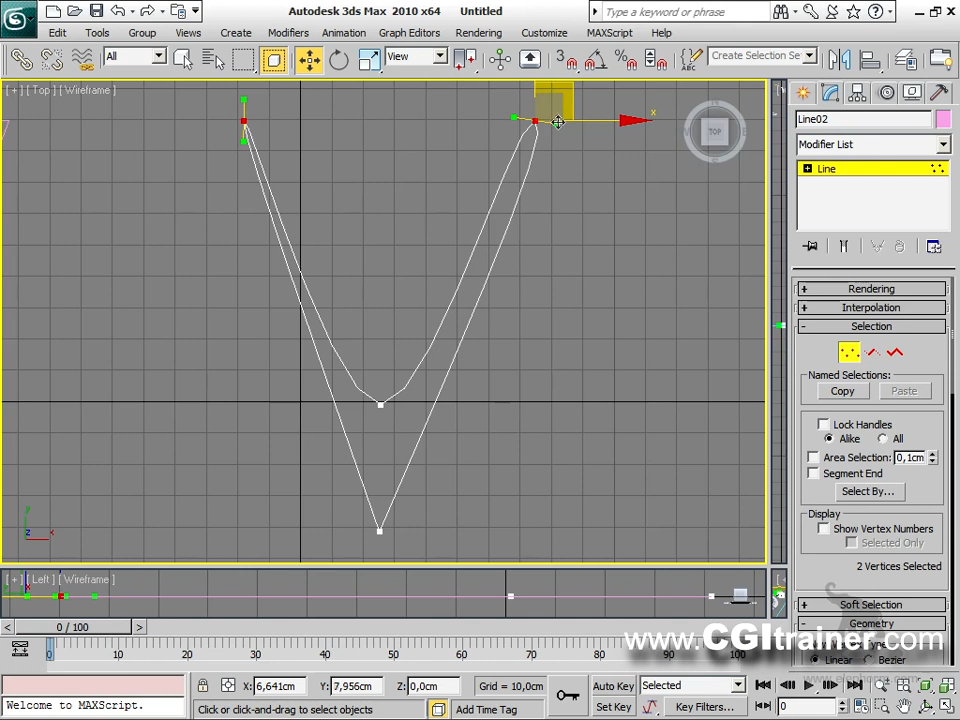 Autodesk 3ds Max 2010 x64 Untitled
Type a keyword or phrase
Edit Tools Group Views Create Modifiers Animation Graph Editors Rendering Customize MAXScript Help
All View 3 ABC Create Selection Se
[ + ] [ Top ] [ Wireframe ]
x
TOP
Line02
Modifier List
Line
+ Rendering
+ Interpolation
- Selection
Named Selections:
Copy Paste
Lock Handles
Alike All
Area Selection: 0,1cm
Segment End
Select By...
Display
Show Vertex Numbers
Selected Only
2 Vertices Selected
+ Soft Selection
- Geometry
Linear Bezier
y
z x
[ + ] [ Left ] [ Wireframe ]
< 0 / 100 >
0 10 20 30 40 50 60 70 80 90 100
www.CGItrainer.com
X: 6,641cm Y: 7,956cm Z: 0,0cm Grid = 10,0cm Auto Key Selected
Welcome to MAXScript. Click or click-and-drag to select objects Add Time Tag Set Key Key Filters... 0